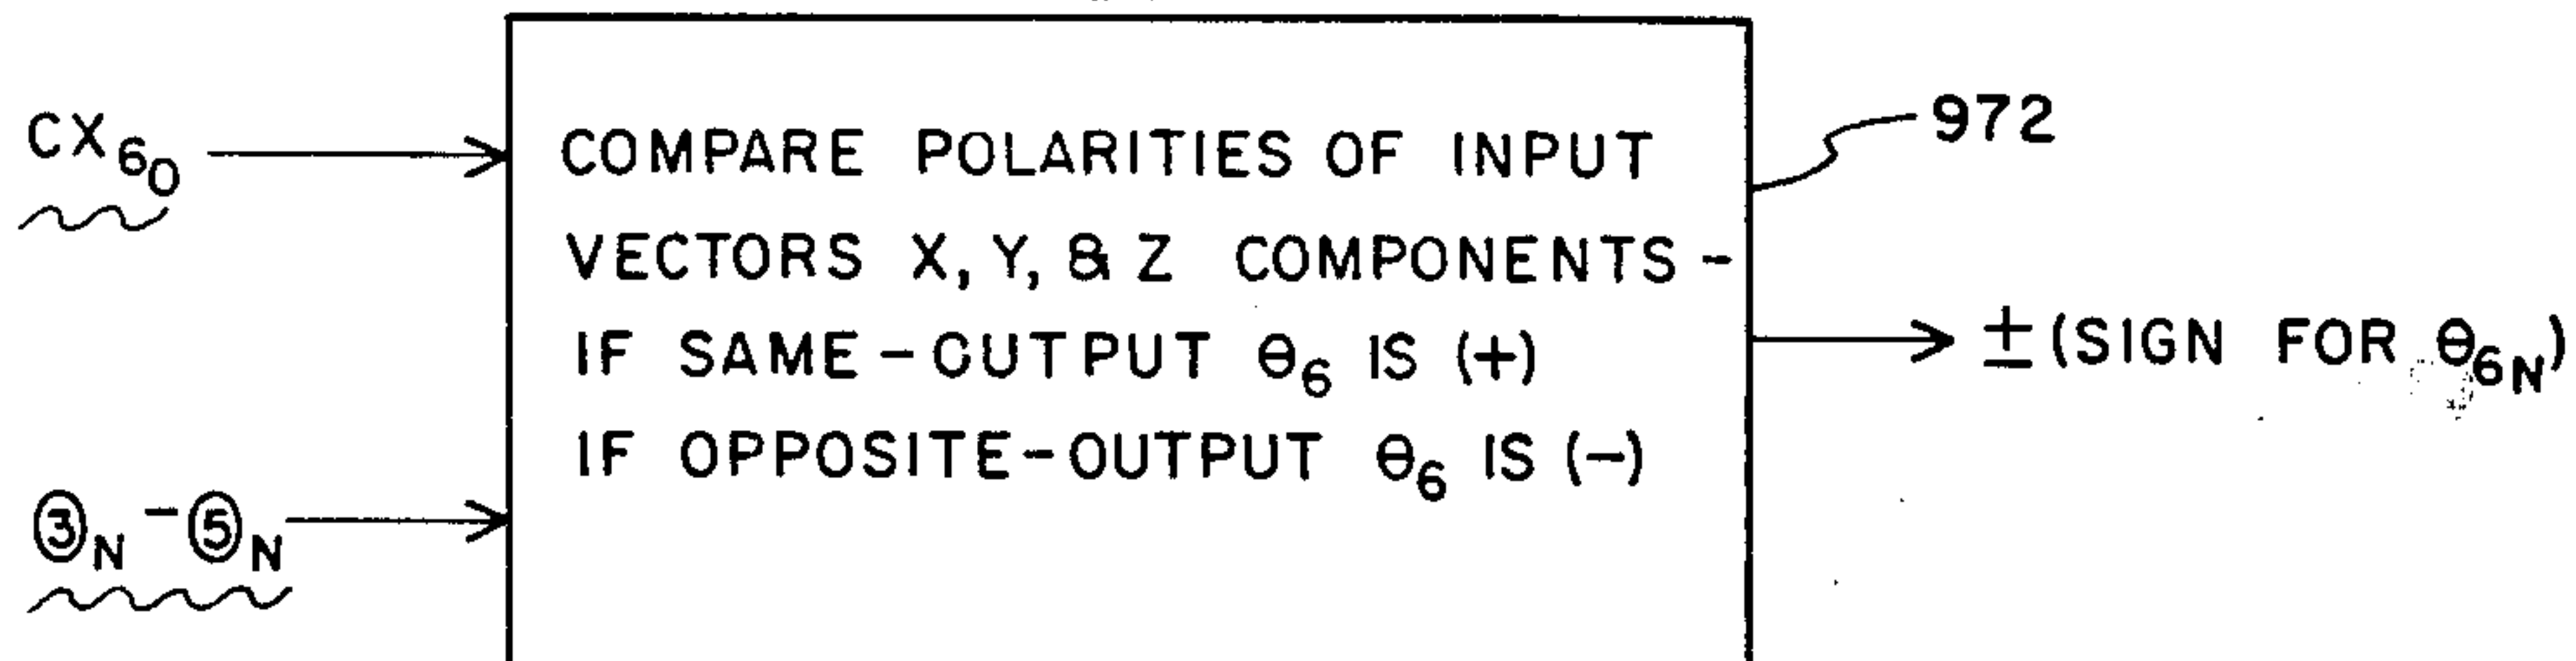 CX₆₀
③N - ⑤N
COMPARE POLARITIES OF INPUT
VECTORS X, Y, & Z COMPONENTS -
IF SAME - OUTPUT θ₆ IS (+)
IF OPPOSITE - OUTPUT θ₆ IS (-)
972
± (SIGN FOR θ₆N)